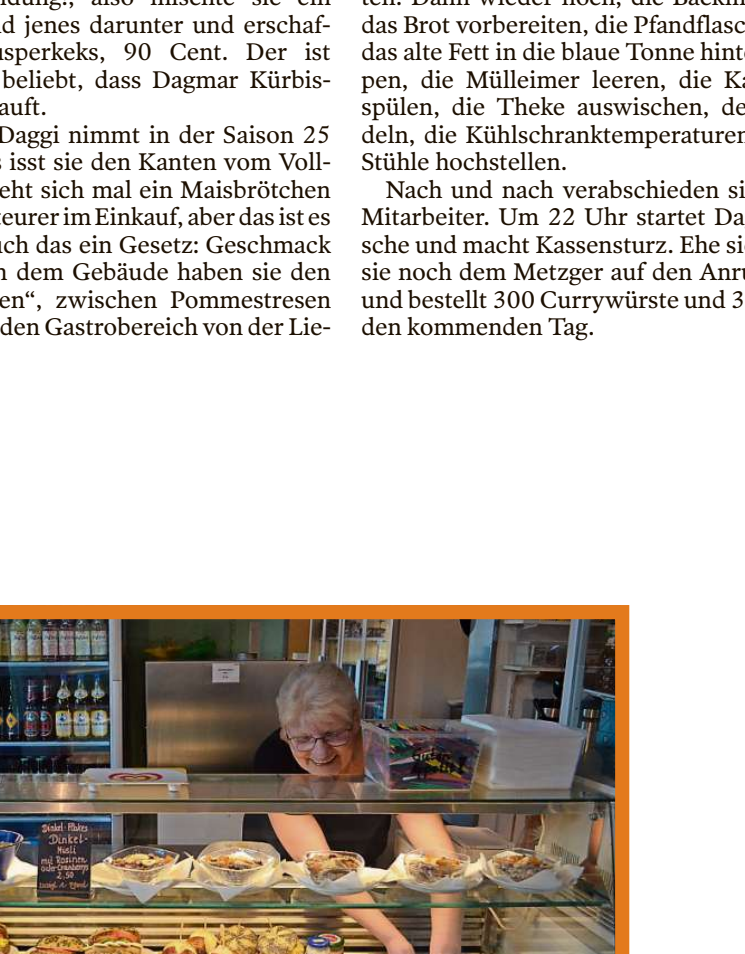 dung., also mischte sie ein
d jenes darunter und erschaf-
usperkeks, 90 Cent. Der ist
beliebt, dass Dagmar Kürbis-
auft.
Daggi nimmt in der Saison 25
s isst sie den Kanten vom Voll-
eht sich mal ein Maisbrötchen
teurer im Einkauf, aber das ist es
uch das ein Gesetz: Geschmack
n dem Gebäude haben sie den
en“, zwischen Pommestresen
den Gastrobereich von der Lie-
ten. Dann wieder hoch, die Backm
das Brot vorbereiten, die Pfandflasc
das alte Fett in die blaue Tonne hint
pen, die Mülleimer leeren, die Ka
spülen, die Theke auswischen, de
deln, die Kühlschranktemperaturen
Stühle hochstellen.
Nach und nach verabschieden si
Mitarbeiter. Um 22 Uhr startet Da
sche und macht Kassensturz. Ehe sie
sie noch dem Metzger auf den Anru
und bestellt 300 Currywürste und 3
den kommenden Tag.
Dinkel-Flakes
Dinkel-
Müsli
mit Rosinen
oder Cranberrys
2,50